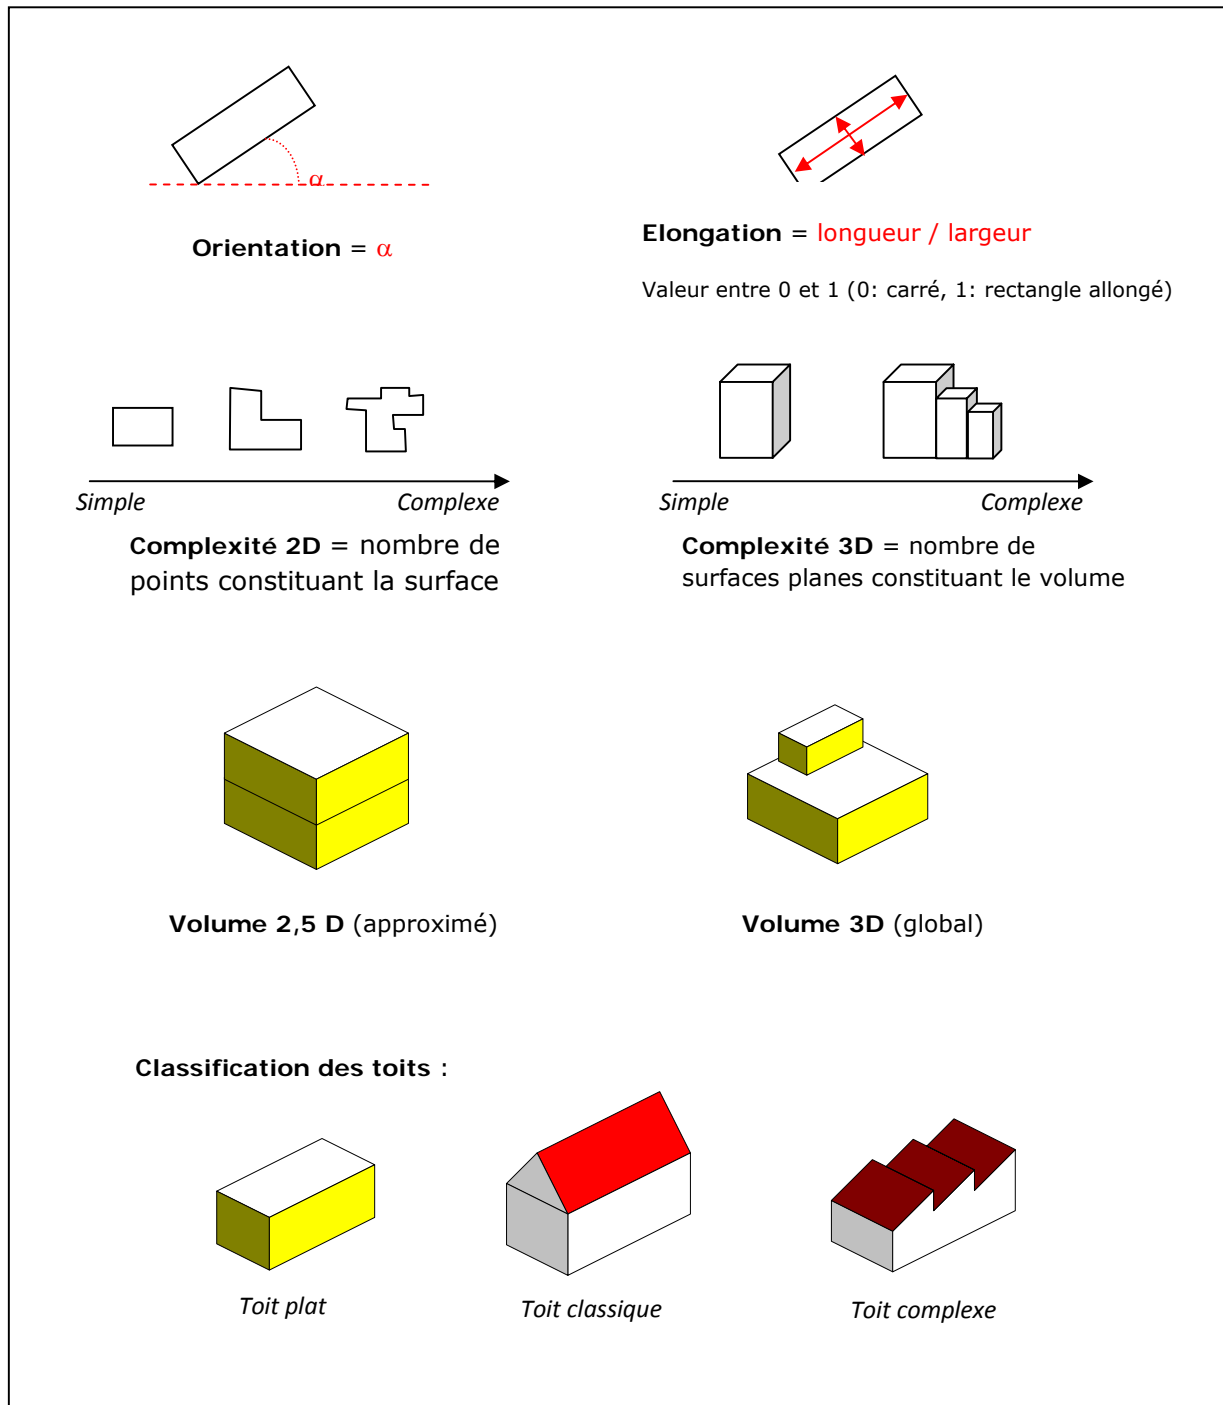 α
Orientation = α
Elongation = longueur / largeur
Valeur entre 0 et 1 (0: carré, 1: rectangle allongé)
Simple
Complexe
Complexité 2D = nombre de
points constituant la surface
Simple
Complexe
Complexité 3D = nombre de
surfaces planes constituant le volume
Volume 2,5 D (approximé)
Volume 3D (global)
Classification des toits :
Toit plat
Toit classique
Toit complexe